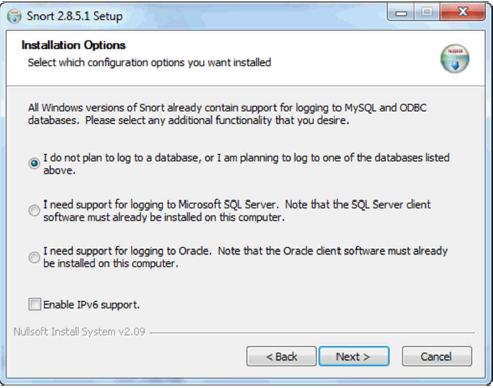 Snort 2.8.5.1 Setup
Installation Options
Select which configuration options you want installed
All Windows versions of Snort already contain support for logging to MySQL and ODBC
databases. Please select any additional functionality that you desire.
I do not plan to log to a database, or I am planning to log to one of the databases listed
above.
I need support for logging to Microsoft SQL Server. Note that the SQL Server client
software must already be installed on this computer.
I need support for logging to Oracle. Note that the Oracle client software must already
be installed on this computer.
Enable IPv6 support.
Nullsoft Install System v2.09
< Back
Next >
Cancel